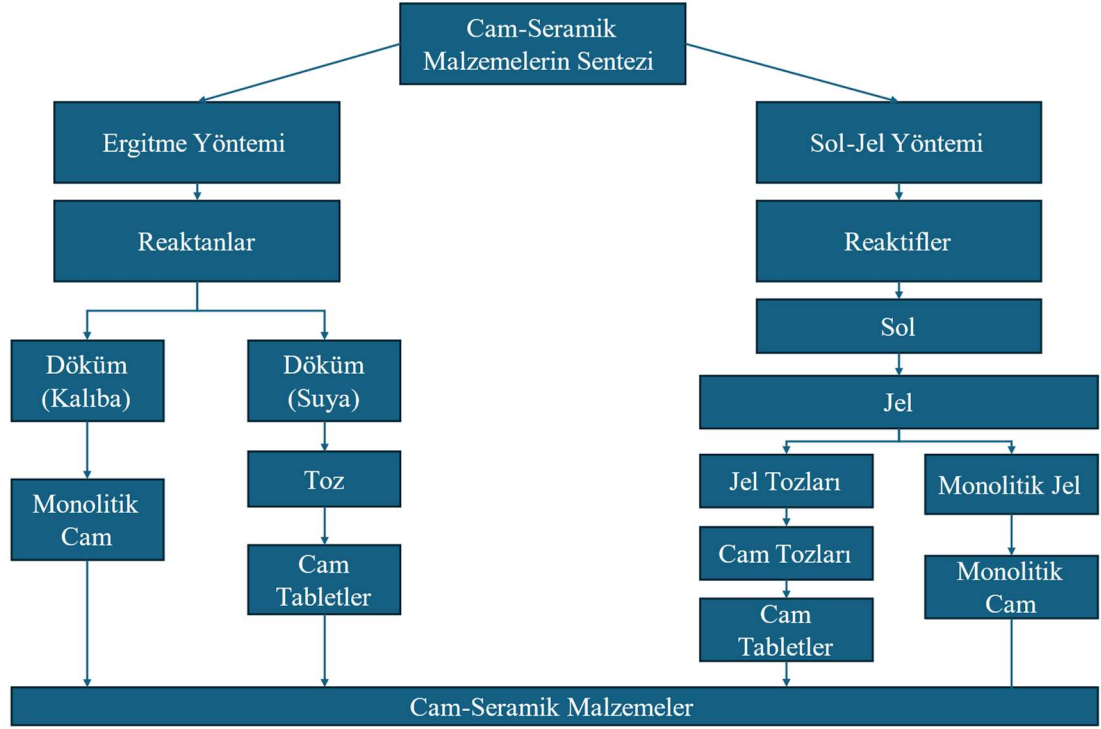 Cam-Seramik
Malzemelerin Sentezi
Ergitme Yöntemi
Sol-Jel Yöntemi
Reaktanlar
Reaktifler
Sol
Döküm
(Kalıba)
Döküm
(Suya)
Jel
Toz
Jel Tozları
Monolitik Jel
Monolitik
Cam
Cam
Tabletler
Cam Tozları
Monolitik
Cam
Cam
Tabletler
Cam-Seramik Malzemeler